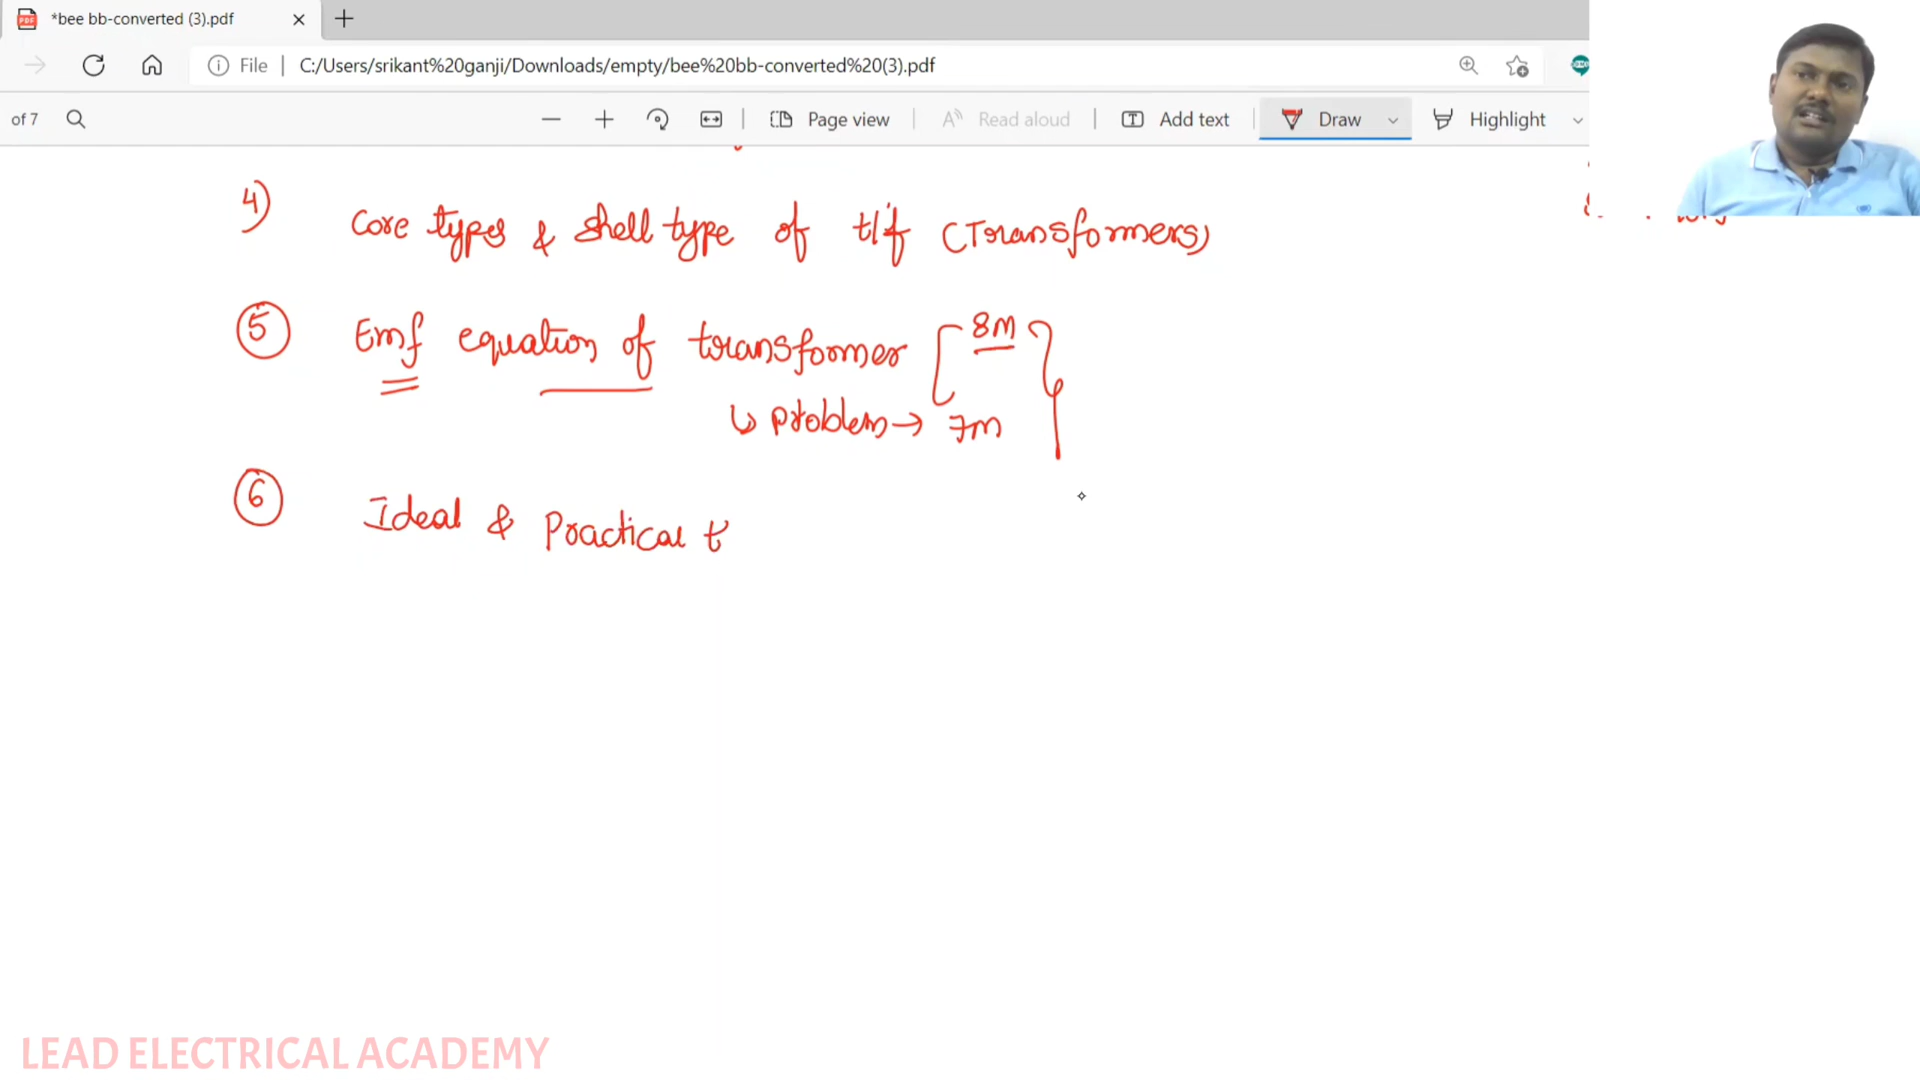 *bee bb-converted (3).pdf
File | C:/Users/srikant%20ganji/Downloads/empty/bee%20bb-converted%20(3).pdf
of 7
Page view
Read aloud
Add text
Draw
Highlight
4) Core types & shell type of t/f (Transformers)
5 Emf equation of transformer [8M]
↳ problem → 7m
6 Ideal & Practical t
LEAD ELECTRICAL ACADEMY